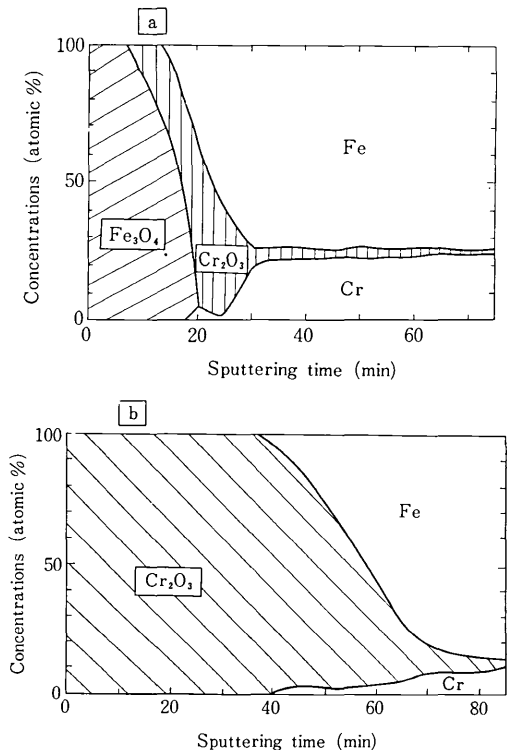 a
100
50
0
Concentrations (atomic %)
Fe
Fe₃O₄
Cr₂O₃
Cr
0 20 40 60
Sputtering time (min)
b
100
50
0
Concentrations (atomic %)
Fe
Cr₂O₃
Cr
0 20 40 60 80
Sputtering time (min)